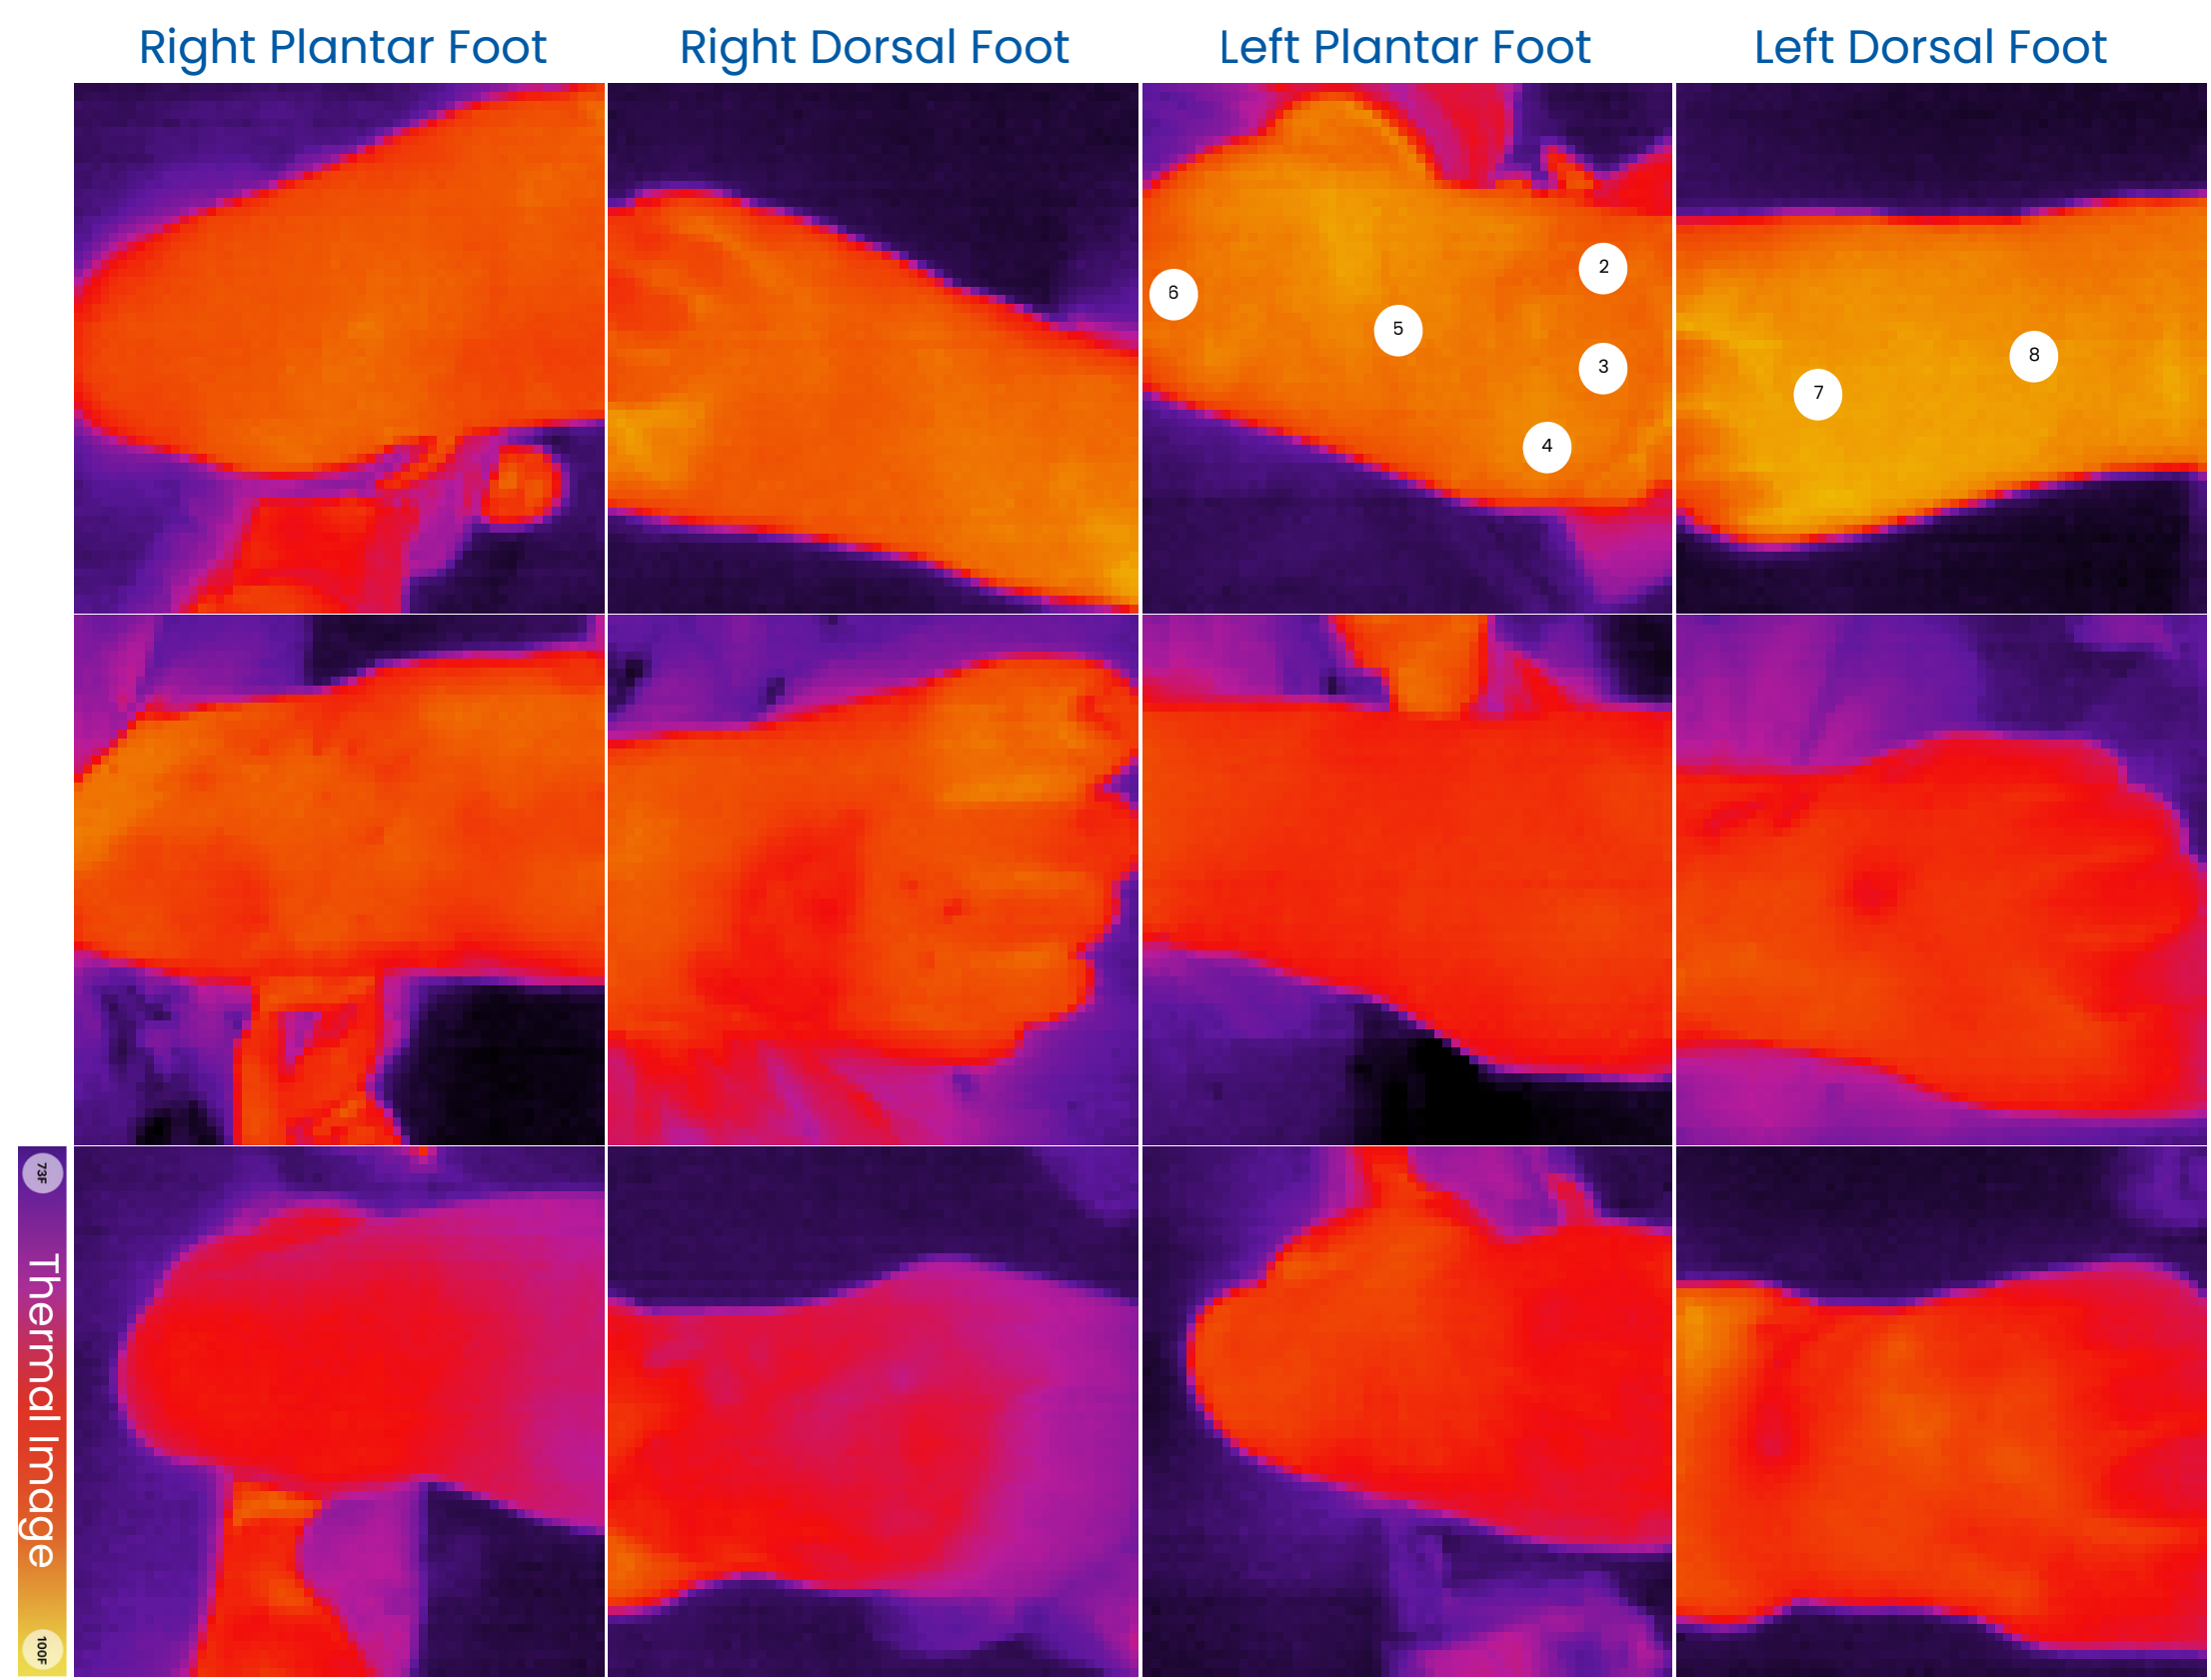 Right Plantar Foot
Right Dorsal Foot
Left Plantar Foot
Left Dorsal Foot
2
6
5
3
4
8
7
73F
Thermal Image
100F